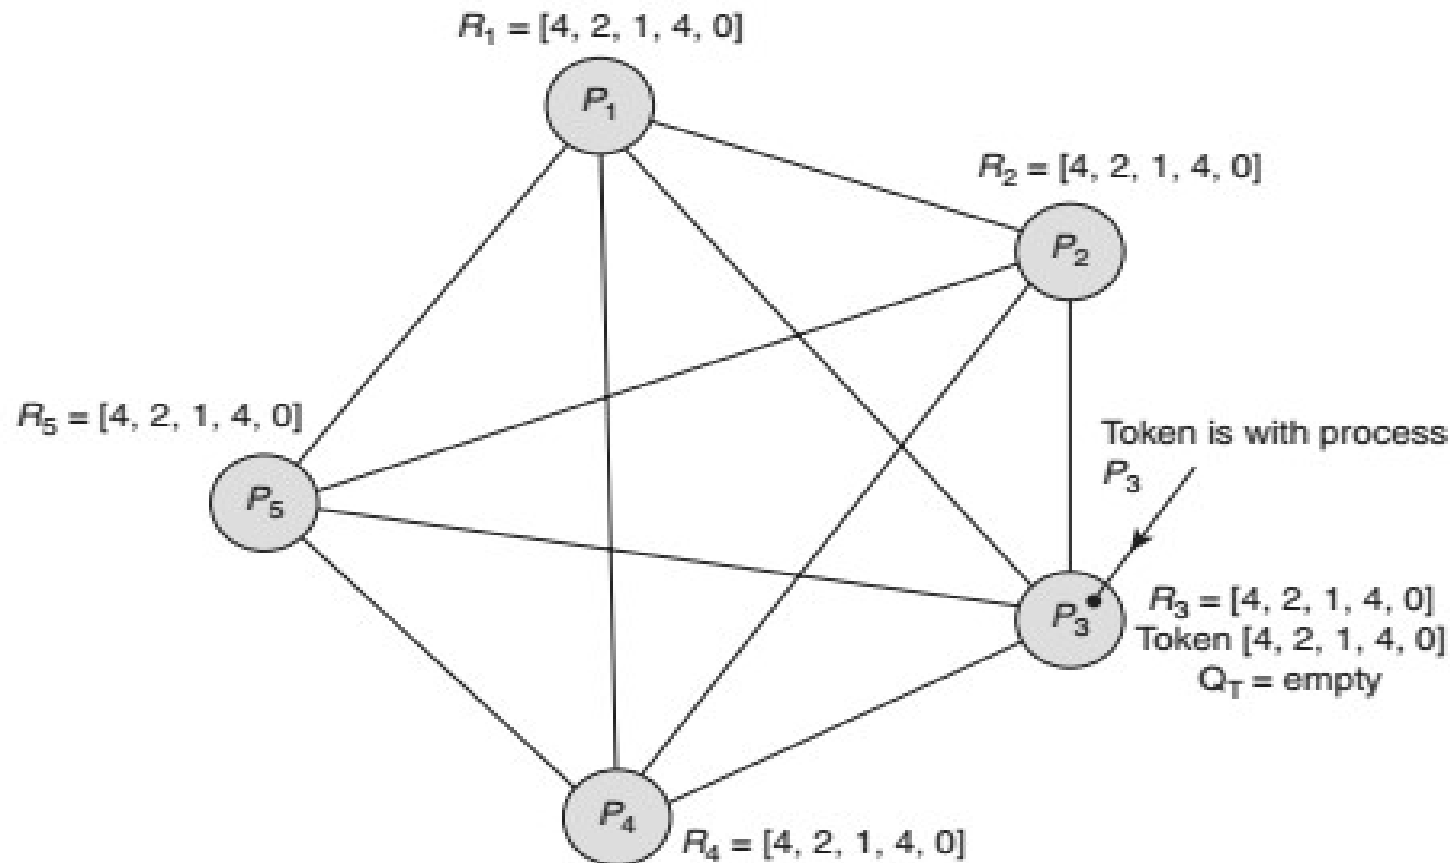 R₁ = [4, 2, 1, 4, 0]
P₁
R₂ = [4, 2, 1, 4, 0]
P₂
R₅ = [4, 2, 1, 4, 0]
P₅
Token is with process
P₃
P₃
R₃ = [4, 2, 1, 4, 0]
Token [4, 2, 1, 4, 0]
Q_T = empty
P₄
R₄ = [4, 2, 1, 4, 0]